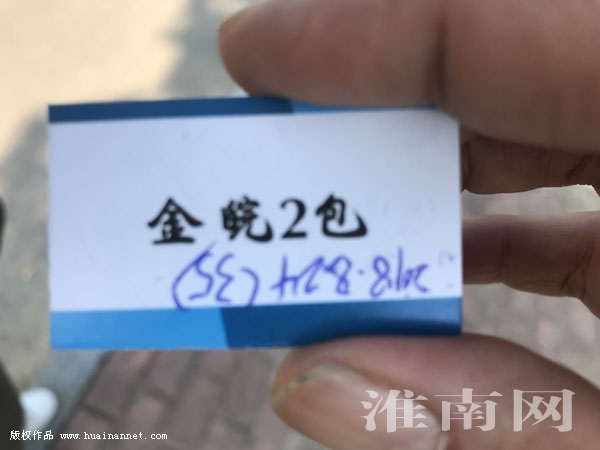 金皖2包
2018.8.24 (35)
淮南网
版权作品 www.huainannet.com